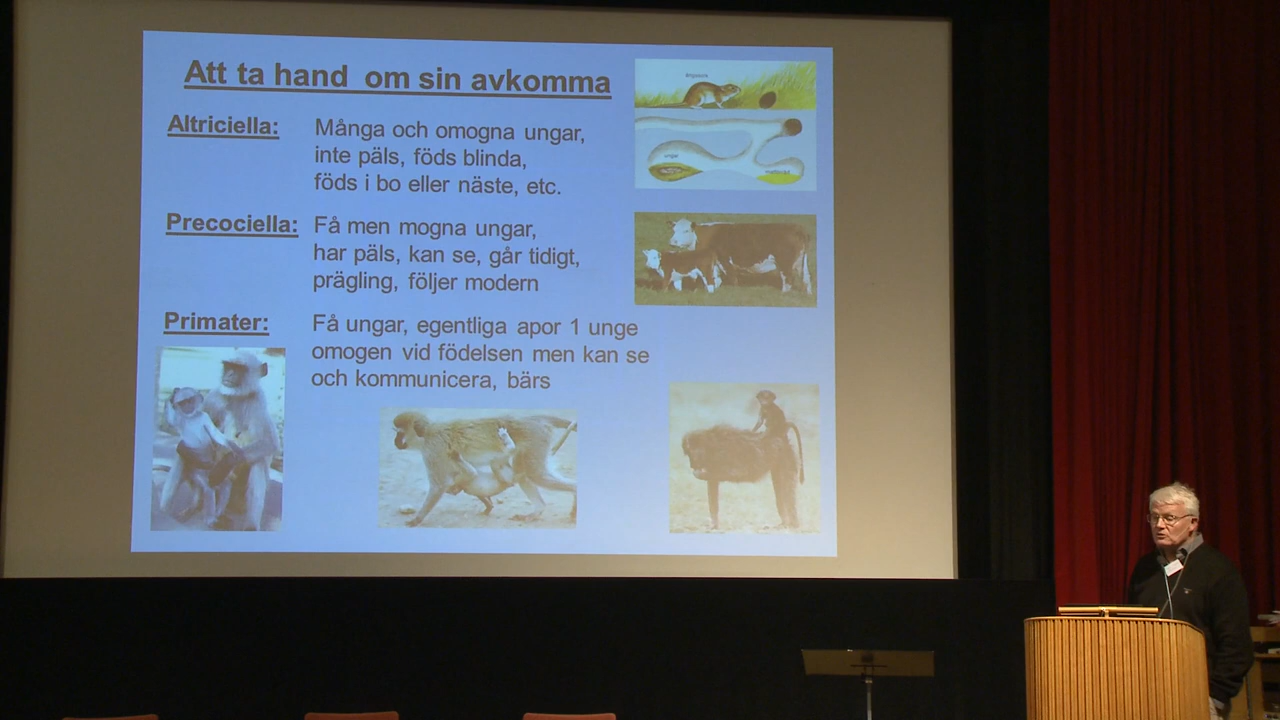 Att ta hand om sin avkomma
Altriciella: Många och omogna ungar,
inte päls, föds blinda,
föds i bo eller näste, etc.
Precociella: Få men mogna ungar,
har päls, kan se, går tidigt,
prägling, följer modern
Primater: Få ungar, egentliga apor 1 unge
omogen vid födelsen men kan se
och kommunicera, bärs
ungar